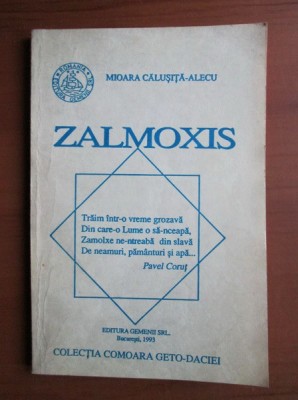 MIOARA CĂLUȘIȚĂ-ALECU
ZALMOXIS
Trăim într-o vreme grozavă
Din care-o Lume o să-nceapă,
Zamolxe ne-ntreabă din slavă
De neamuri, pământuri și apă...
Pavel Coruț
EDITURA GEMENII SRL.
București, 1993
COLECȚIA COMOARA GETO-DACIEI